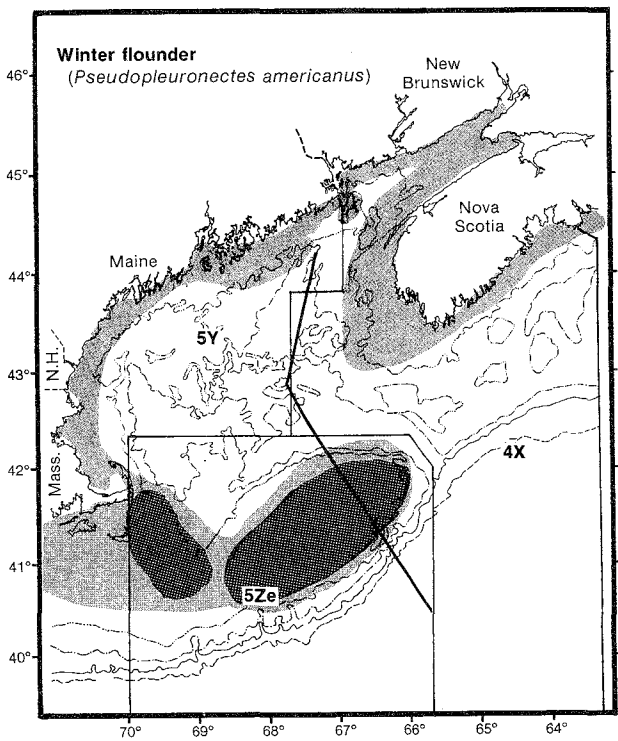 Winter flounder
(Pseudopleuronectes americanus)
New
Brunswick
46°
45°
Nova
Scotia
Maine
44°
5Y
N.H.
43°
4X
Mass.
42°
41°
5Ze
40°
70°
69°
68°
67°
66°
65°
64°